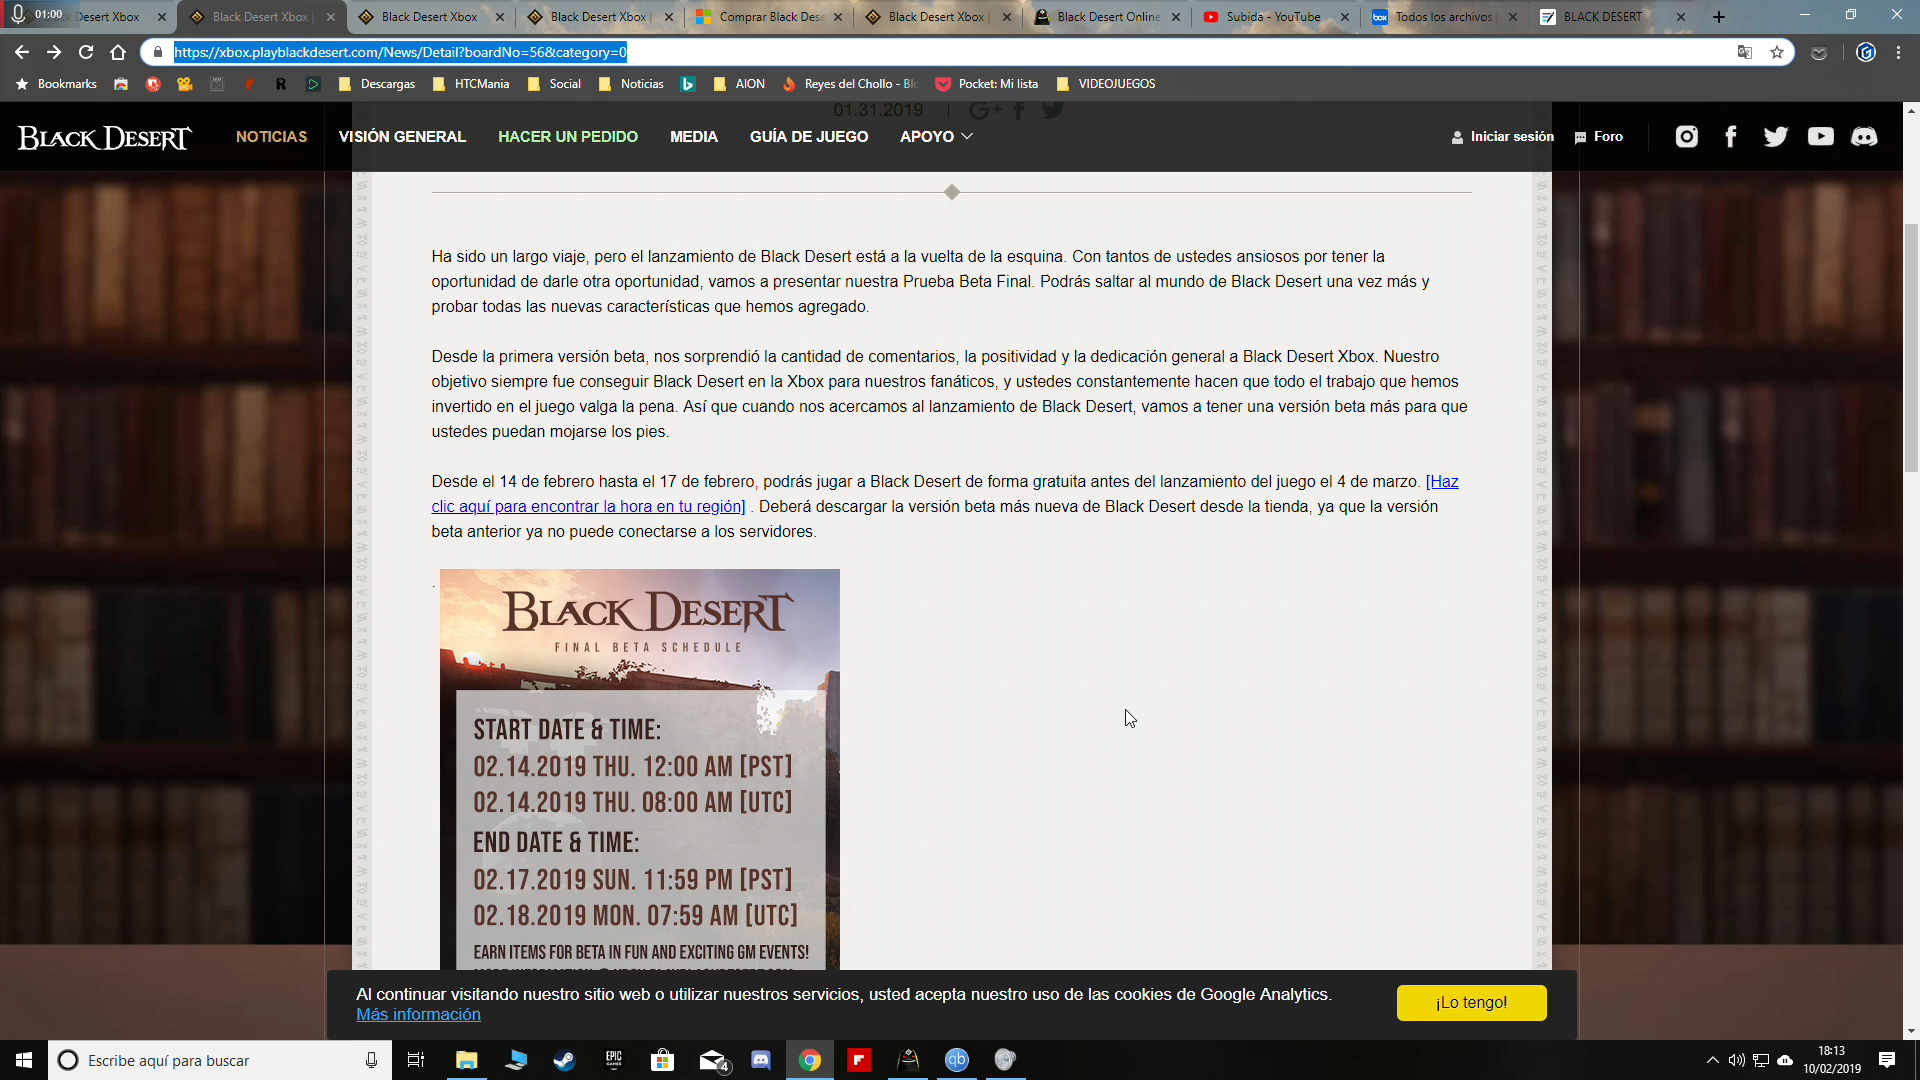 01:00
Desert Xbox
Black Desert Xbox |
Black Desert Xbox
Black Desert Xbox |
Comprar Black Dese
Black Desert Xbox |
Black Desert Online
Subida - YouTube
Todos los archivos |
BLACK DESERT
https://xbox.playblackdesert.com/News/Detail?boardNo=56&category=0
Bookmarks
Descargas
HTCMania
Social
Noticias
AION
Reyes del Chollo - Blo
Pocket: Mi lista
VIDEOJUEGOS
01.31.2019
BLACK DESERT
NOTICIAS
VISIÓN GENERAL
HACER UN PEDIDO
MEDIA
GUÍA DE JUEGO
APOYO
Iniciar sesión
Foro
Ha sido un largo viaje, pero el lanzamiento de Black Desert está a la vuelta de la esquina. Con tantos de ustedes ansiosos por tener la
oportunidad de darle otra oportunidad, vamos a presentar nuestra Prueba Beta Final. Podrás saltar al mundo de Black Desert una vez más y
probar todas las nuevas características que hemos agregado.
Desde la primera versión beta, nos sorprendió la cantidad de comentarios, la positividad y la dedicación general a Black Desert Xbox. Nuestro
objetivo siempre fue conseguir Black Desert en la Xbox para nuestros fanáticos, y ustedes constantemente hacen que todo el trabajo que hemos
invertido en el juego valga la pena. Así que cuando nos acercamos al lanzamiento de Black Desert, vamos a tener una versión beta más para que
ustedes puedan mojarse los pies.
Desde el 14 de febrero hasta el 17 de febrero, podrás jugar a Black Desert de forma gratuita antes del lanzamiento del juego el 4 de marzo. [Haz
clic aquí para encontrar la hora en tu región] . Deberá descargar la versión beta más nueva de Black Desert desde la tienda, ya que la versión
beta anterior ya no puede conectarse a los servidores.
.
BLACK DESERT
FINAL BETA SCHEDULE
START DATE & TIME:
02.14.2019 THU. 12:00 AM [PST]
02.14.2019 THU. 08:00 AM [UTC]
END DATE & TIME:
02.17.2019 SUN. 11:59 PM [PST]
02.18.2019 MON. 07:59 AM [UTC]
EARN ITEMS FOR BETA IN FUN AND EXCITING GM EVENTS!
Al continuar visitando nuestro sitio web o utilizar nuestros servicios, usted acepta nuestro uso de las cookies de Google Analytics.
Más información
¡Lo tengo!
Escribe aquí para buscar
EPIC GAMES
4
qb
18:13
10/02/2019